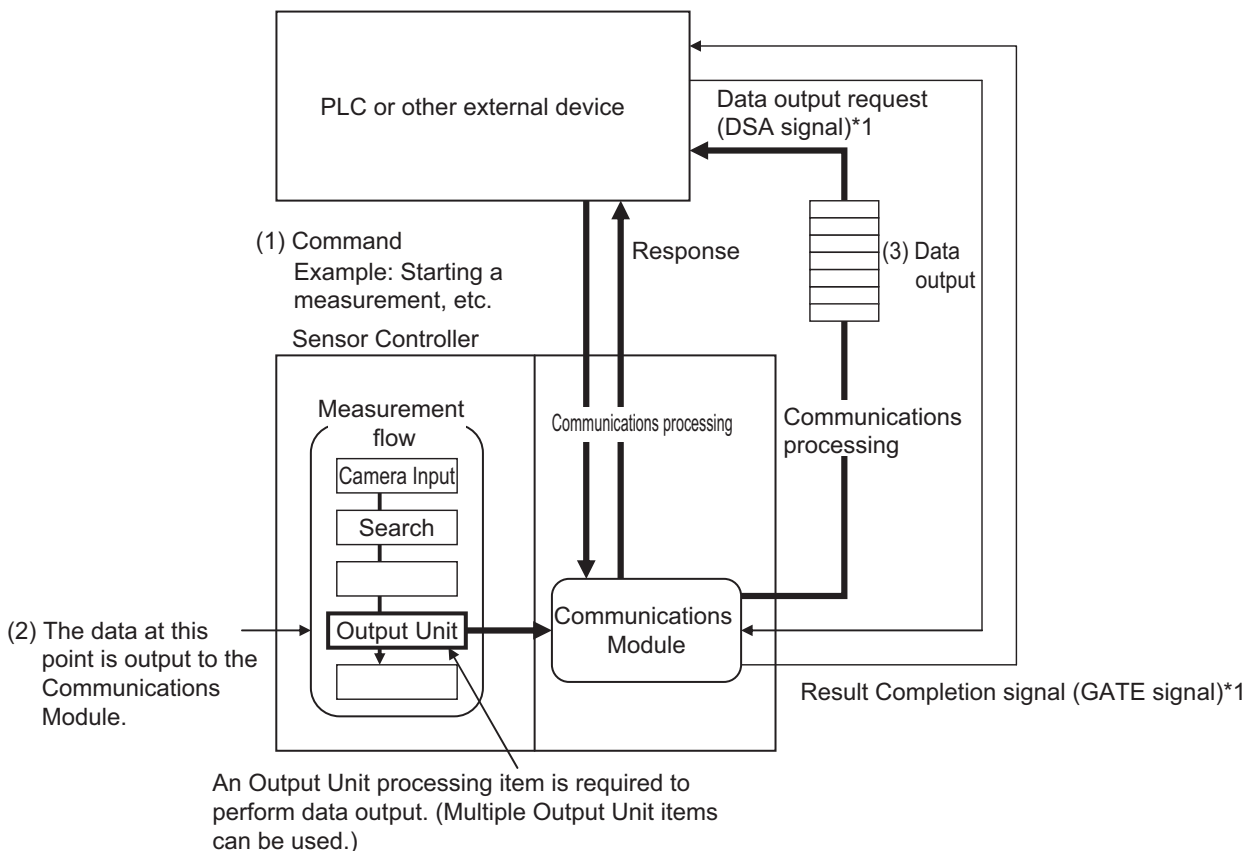 PLC or other external device
Data output request
(DSA signal)*1
(1) Command
Example: Starting a
measurement, etc.
Response
(3) Data
output
Sensor Controller
Measurement
flow
Camera Input
Search
Output Unit
Communications processing
Communications
processing
Communications
Module
(2) The data at this
point is output to the
Communications
Module.
Result Completion signal (GATE signal)*1
An Output Unit processing item is required to
perform data output. (Multiple Output Unit items
can be used.)